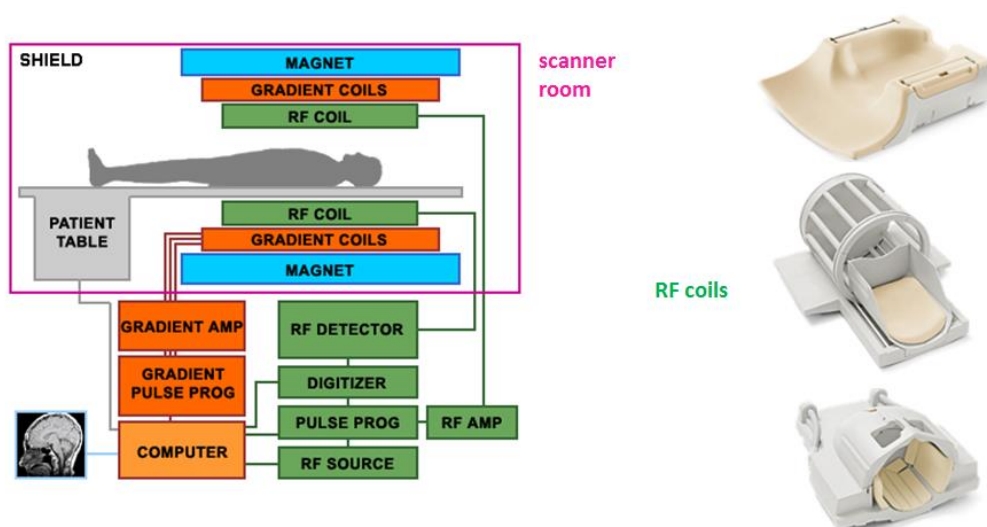 SHIELD
MAGNET
scanner
room
GRADIENT COILS
RF COIL
RF COIL
PATIENT
TABLE
GRADIENT COILS
MAGNET
RF coils
GRADIENT AMP
RF DETECTOR
GRADIENT
PULSE PROG
DIGITIZER
PULSE PROG
RF AMP
COMPUTER
RF SOURCE